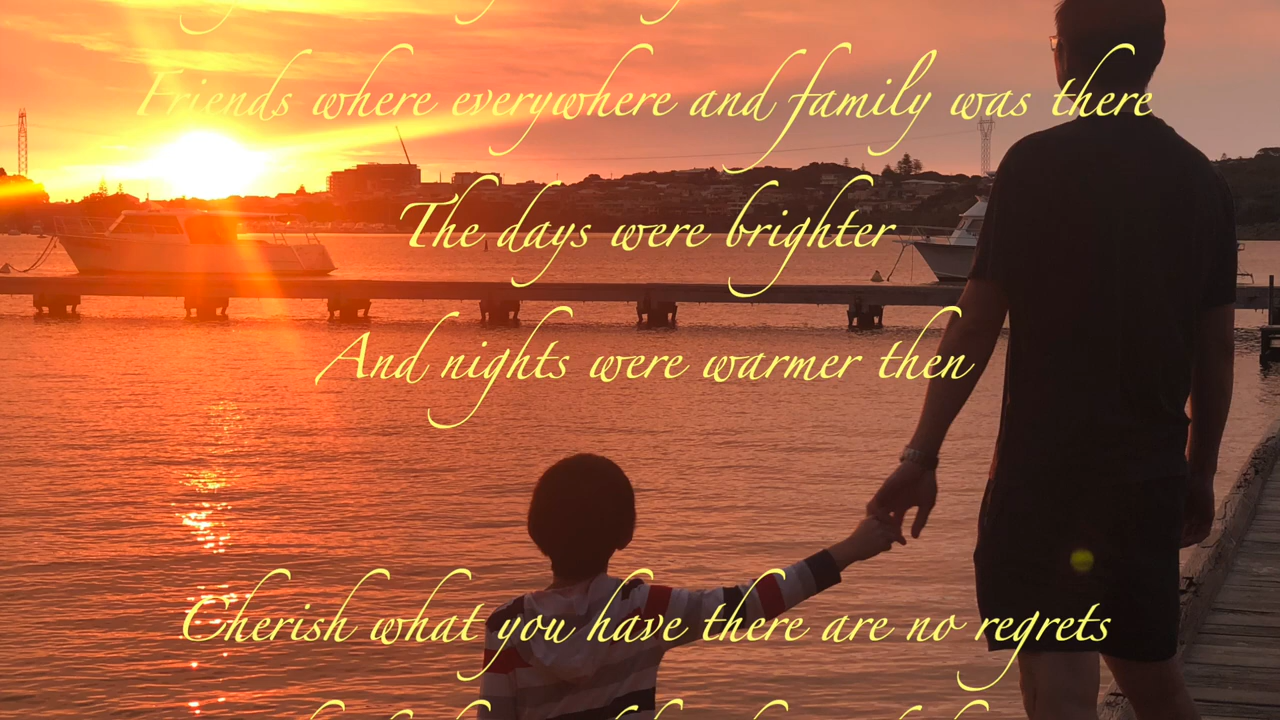 Friends where everywhere and family was there
The days were brighter
And nights were warmer then
Cherish what you have there are no regrets